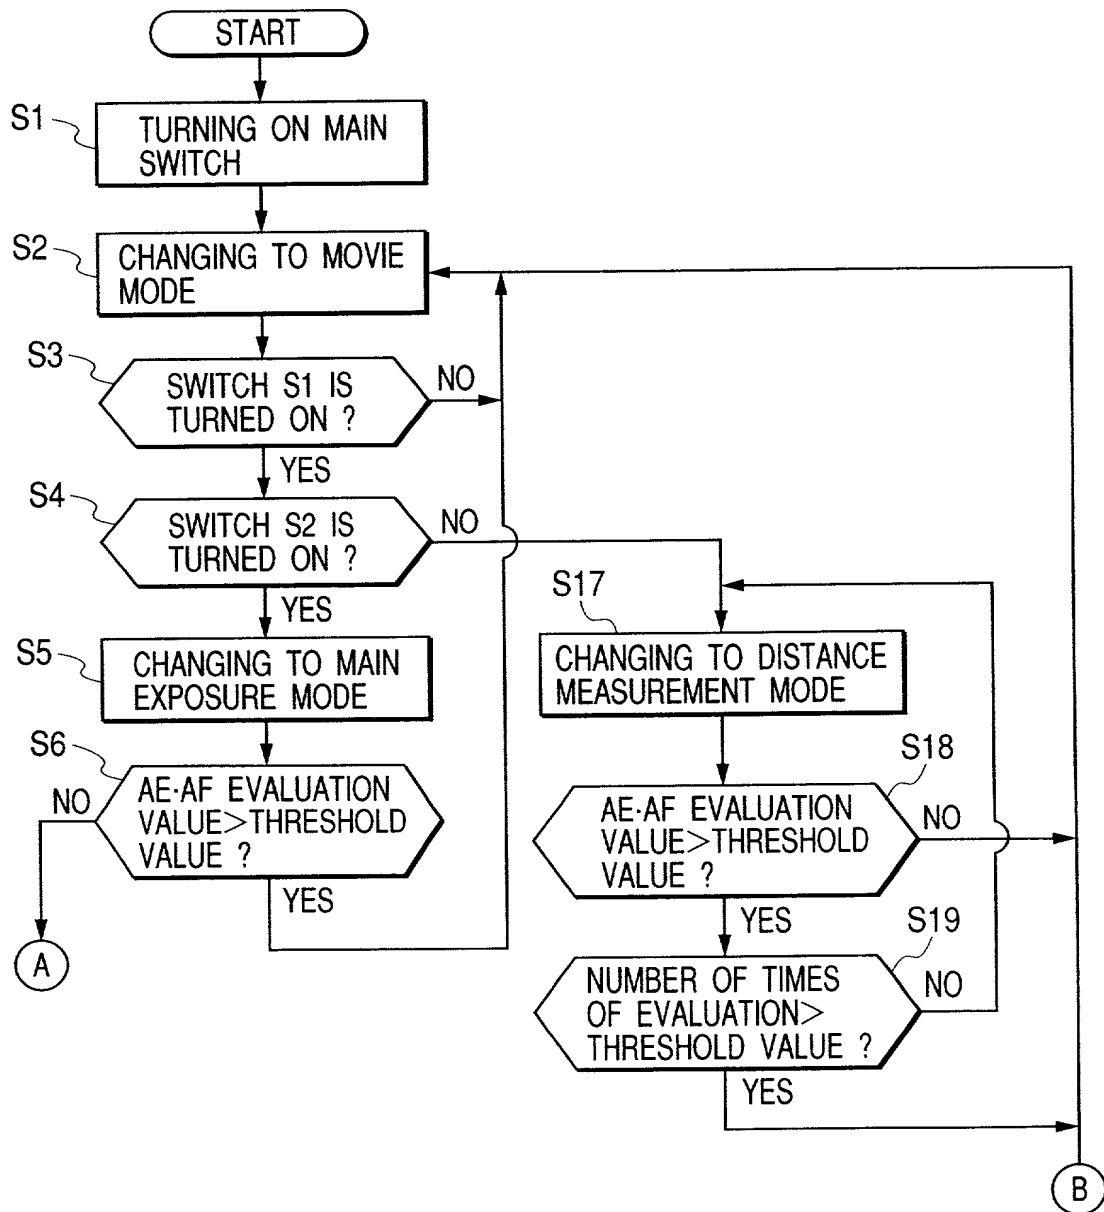 START
S1
TURNING ON MAIN
SWITCH
S2
CHANGING TO MOVIE
MODE
S3
SWITCH S1 IS
TURNED ON ?
NO
YES
S4
SWITCH S2 IS
TURNED ON ?
NO
YES
S5
CHANGING TO MAIN
EXPOSURE MODE
S6
AE·AF EVALUATION
VALUE>THRESHOLD
VALUE ?
NO
YES
A
S17
CHANGING TO DISTANCE
MEASUREMENT MODE
S18
AE·AF EVALUATION
VALUE>THRESHOLD
VALUE ?
NO
YES
S19
NUMBER OF TIMES
OF EVALUATION>
THRESHOLD VALUE ?
NO
YES
B